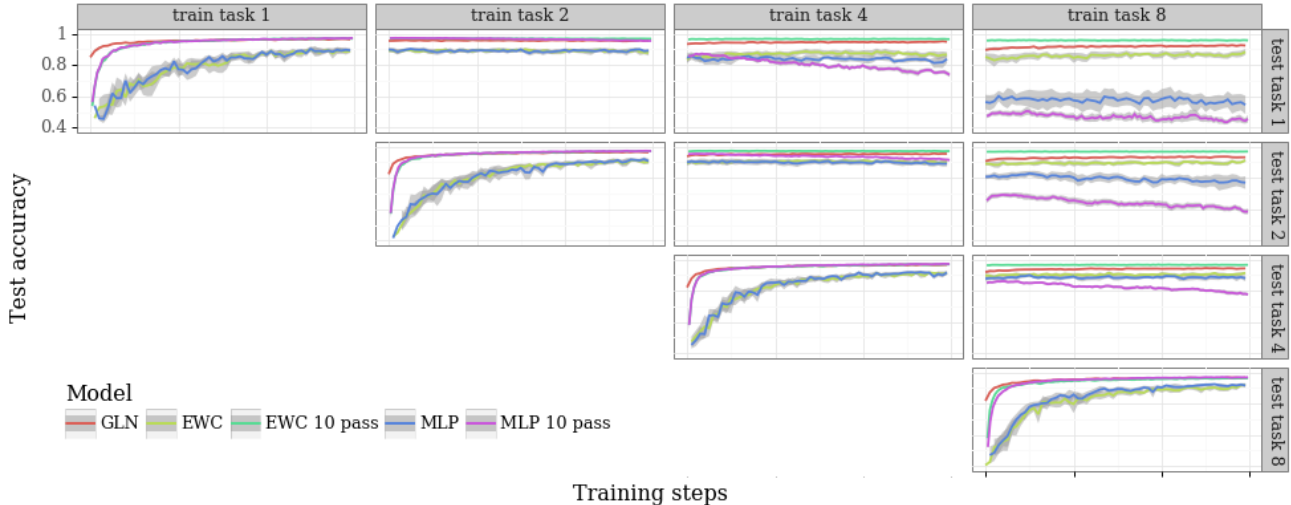 train task 1
train task 2
train task 4
train task 8
1
0.8
0.6
0.4
test task 1
test task 2
test task 4
test task 8
Test accuracy
Model
GLN
EWC
EWC 10 pass
MLP
MLP 10 pass
Training steps